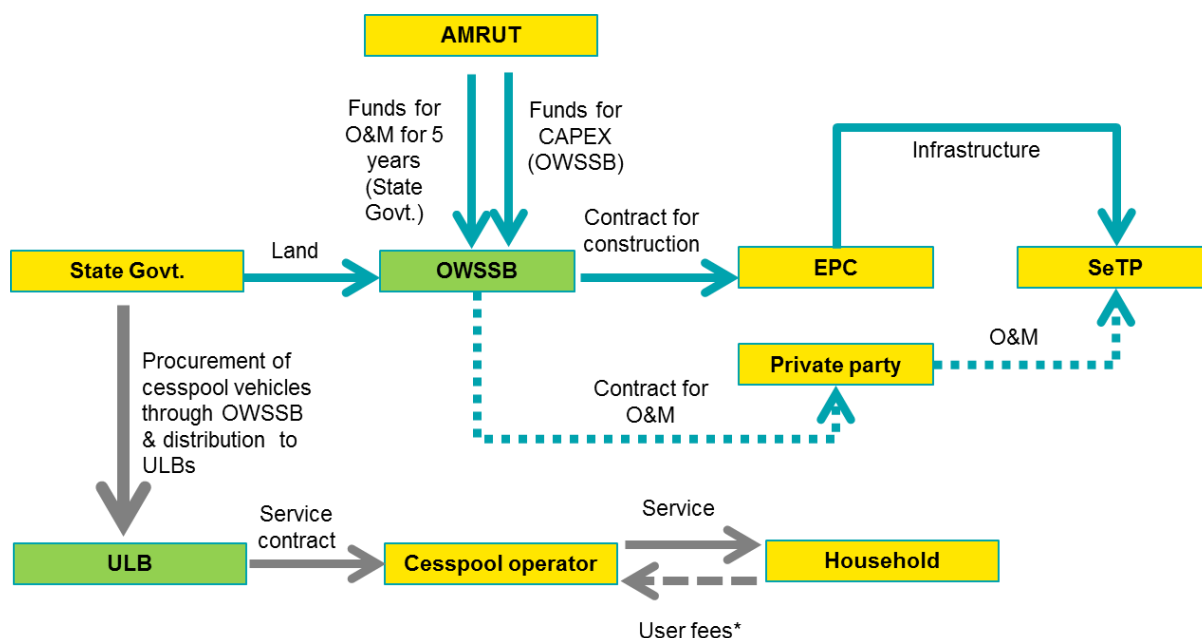 AMRUT
Funds for
O&M for 5
years
(State
Govt.)
Funds for
CAPEX
(OWSSB)
Infrastructure
Land
Contract for
construction
State Govt.
OWSSB
EPC
SeTP
Procurement of
cesspool vehicles
through OWSSB
& distribution to
ULBs
Private party
O&M
Contract for
O&M
Service
contract
Service
ULB
Cesspool operator
Household
User fees*